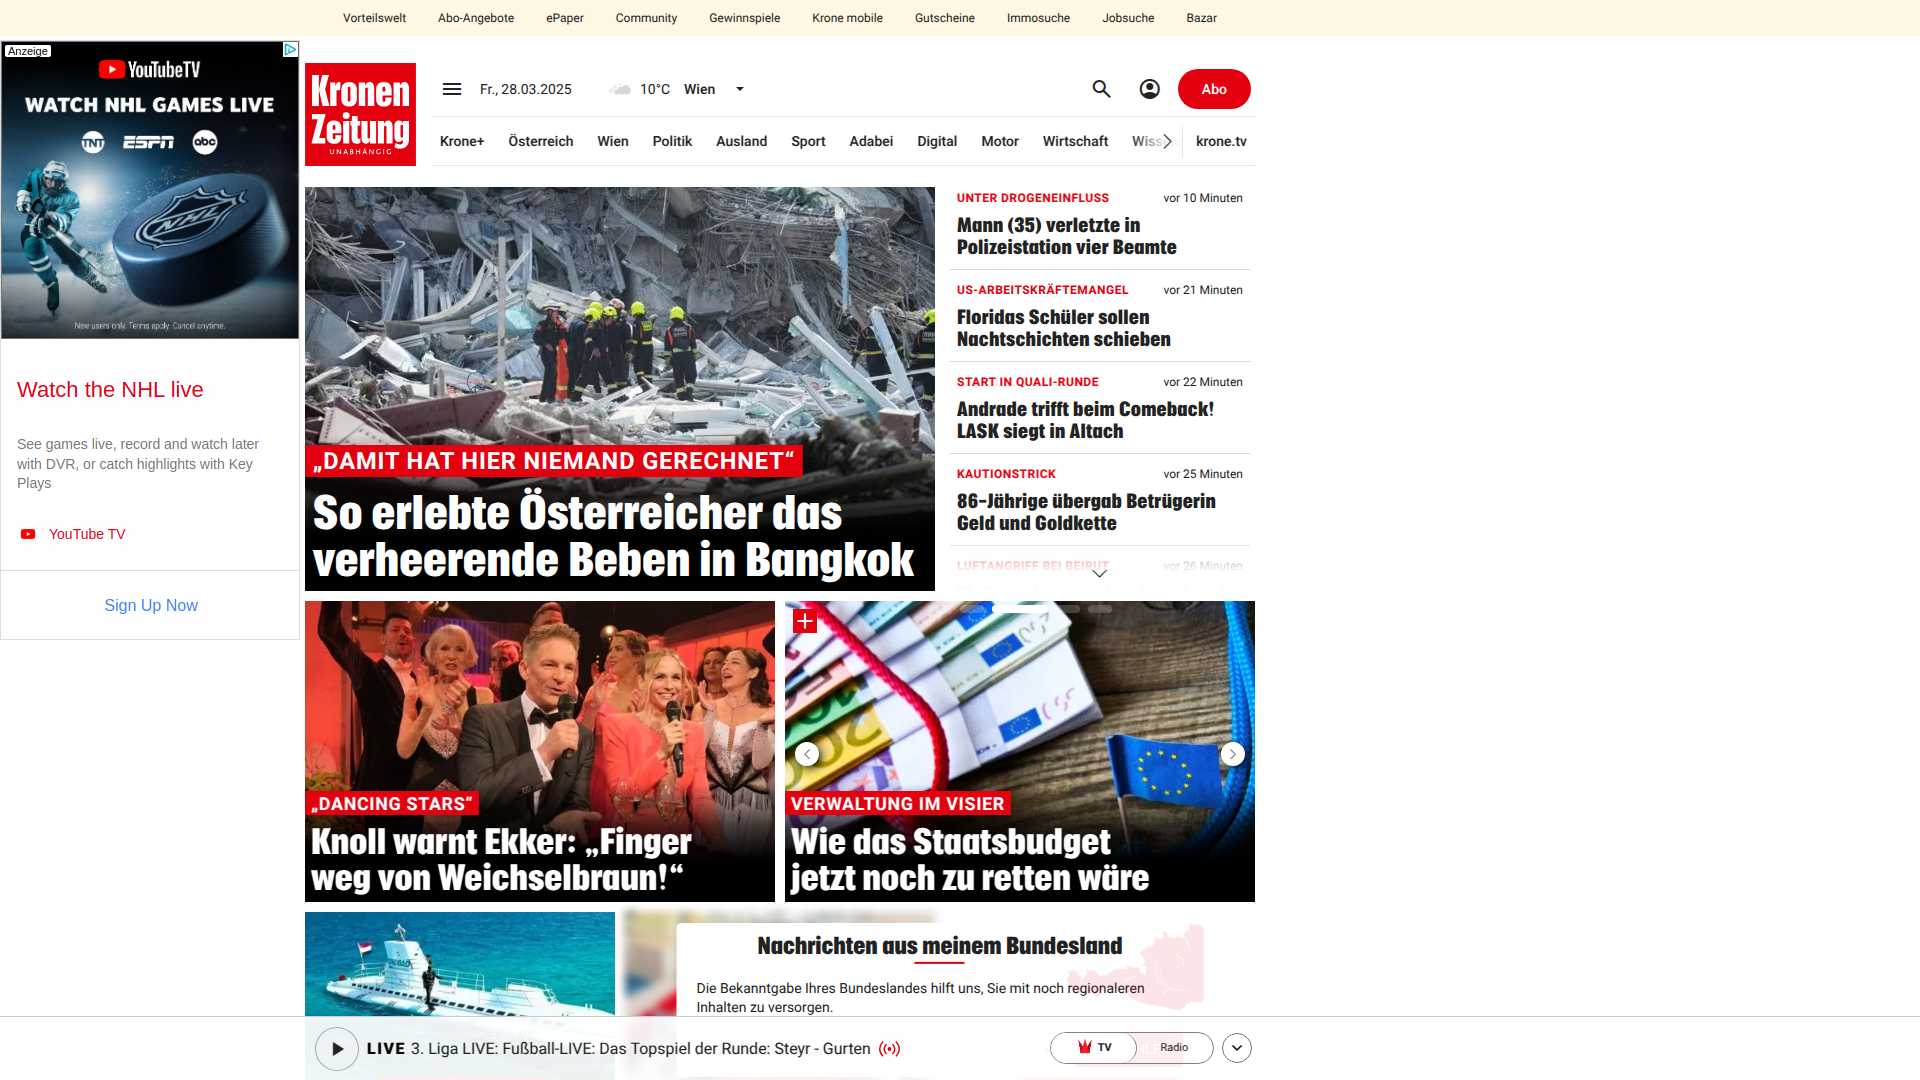 Vorteilswelt Abo-Angebote ePaper Community Gewinnspiele Krone mobile Gutscheine Immosuche Jobsuche Bazar
Anzeige
YouTubeTV
WATCH NHL GAMES LIVE
TNT ESPN abc
NHL
New users only. Terms apply. Cancel anytime.
Watch the NHL live
See games live, record and watch later
with DVR, or catch highlights with Key
Plays
YouTube TV
Sign Up Now
Kronen
Zeitung
UNABHÄNGIG
Fr., 28.03.2025
10°C Wien
Abo
Krone+ Österreich Wien Politik Ausland Sport Adabei Digital Motor Wirtschaft Wiss krone.tv
„DAMIT HAT HIER NIEMAND GERECHNET“
So erlebte Österreicher das
verheerende Beben in Bangkok
UNTER DROGENEINFLUSS vor 10 Minuten
Mann (35) verletzte in
Polizeistation vier Beamte
US-ARBEITSKRÄFTEMANGEL vor 21 Minuten
Floridas Schüler sollen
Nachtschichten schieben
START IN QUALI-RUNDE vor 22 Minuten
Andrade trifft beim Comeback!
LASK siegt in Altach
KAUTIONSTRICK vor 25 Minuten
86-Jährige übergab Betrügerin
Geld und Goldkette
LUFTANGRIFF BEI BEIRUT vor 26 Minuten
„DANCING STARS“
Knoll warnt Ekker: „Finger
weg von Weichselbraun!“
VERWALTUNG IM VISIER
Wie das Staatsbudget
jetzt noch zu retten wäre
Nachrichten aus meinem Bundesland
Die Bekanntgabe Ihres Bundeslandes hilft uns, Sie mit noch regionaleren
Inhalten zu versorgen.
LIVE 3. Liga LIVE: Fußball-LIVE: Das Topspiel der Runde: Steyr - Gurten
TV Radio